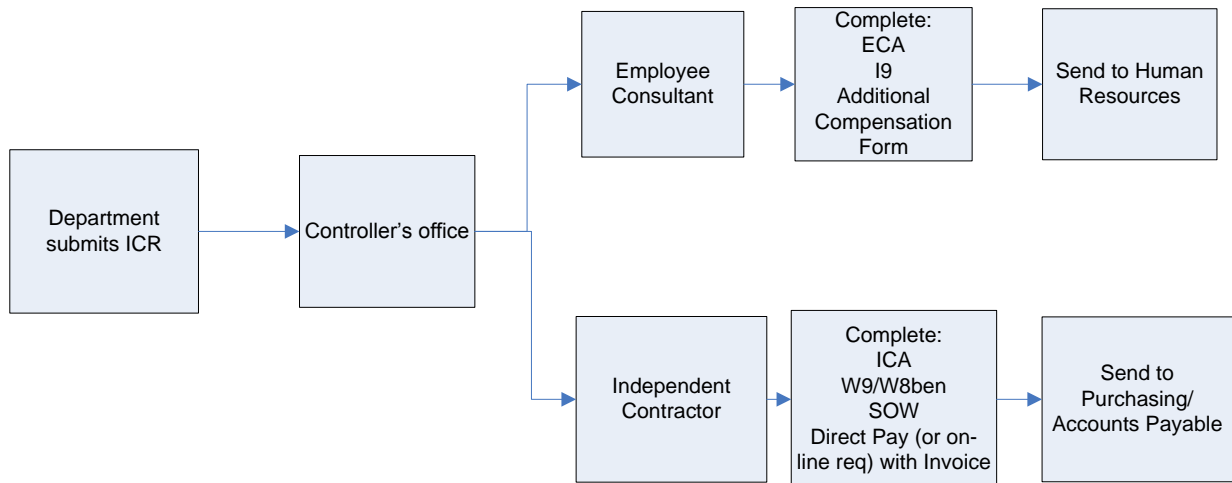 Department
submits ICR
Controller’s office
Employee
Consultant
Complete:
ECA
I9
Additional
Compensation
Form
Send to Human
Resources
Independent
Contractor
Complete:
ICA
W9/W8ben
SOW
Direct Pay (or on-
line req) with Invoice
Send to
Purchasing/
Accounts Payable